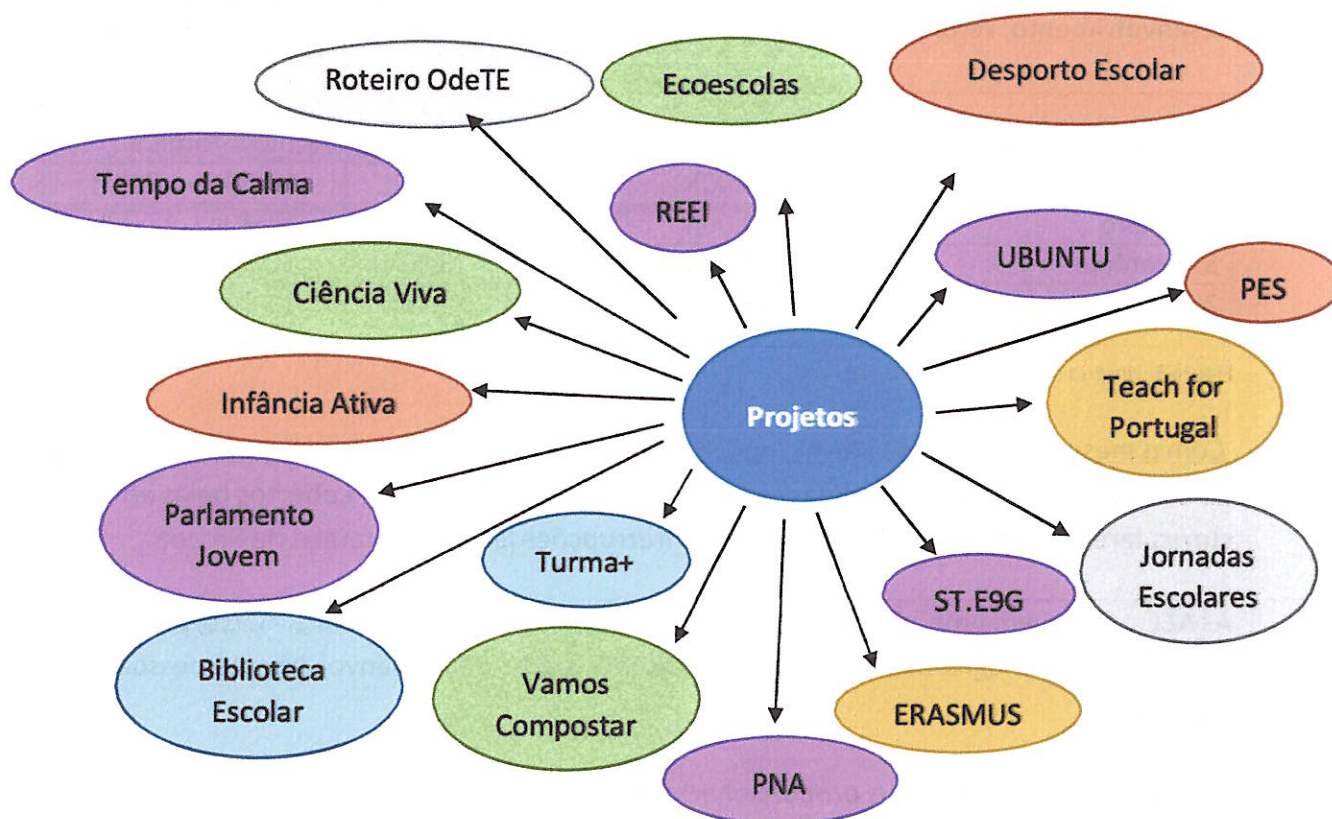 Roteiro OdeTE
Ecoescolas
Desporto Escolar
Tempo da Calma
REEI
UBUNTU
PES
Ciência Viva
Infância Ativa
Projetos
Teach for
Portugal
Parlamento
Jovem
Turma+
ST.E9G
Jornadas
Escolares
Biblioteca
Escolar
Vamos
Compostar
ERASMUS
PNA